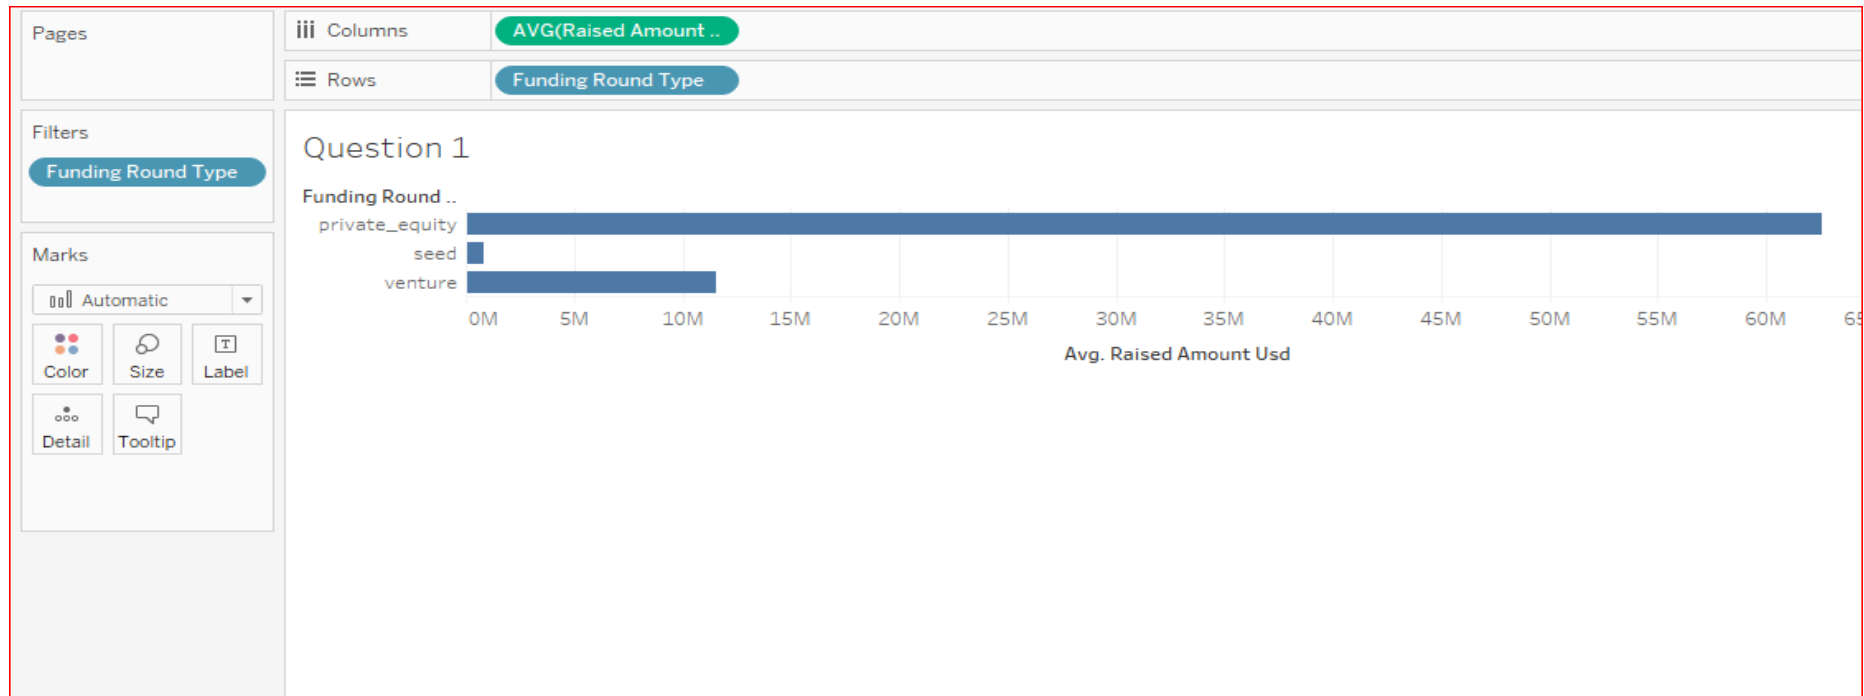 Pages
Columns
AVG(Raised Amount ..
Rows
Funding Round Type
Filters
Funding Round Type
Marks
Automatic
Color
Size
T
Label
Detail
Tooltip
Question 1
Funding Round ..
private_equity
seed
venture
0M 5M 10M 15M 20M 25M 30M 35M 40M 45M 50M 55M 60M 65
Avg. Raised Amount Usd